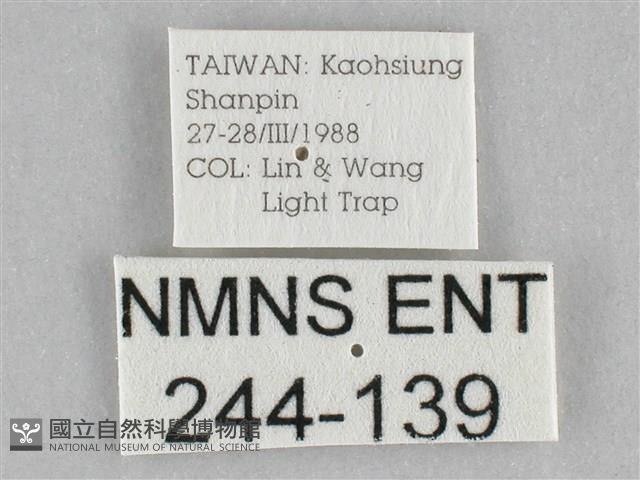 TAIWAN: Kaohsiung
Shanpin
27-28/III/1988
COL: Lin & Wang
Light Trap
NMNS ENT
244-139
國立自然科學博物館
NATIONAL MUSEUM OF NATURAL SCIENCE